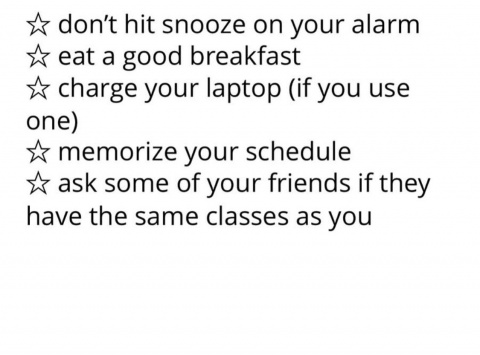 ☆ don’t hit snooze on your alarm
☆ eat a good breakfast
☆ charge your laptop (if you use
one)
☆ memorize your schedule
☆ ask some of your friends if they
have the same classes as you